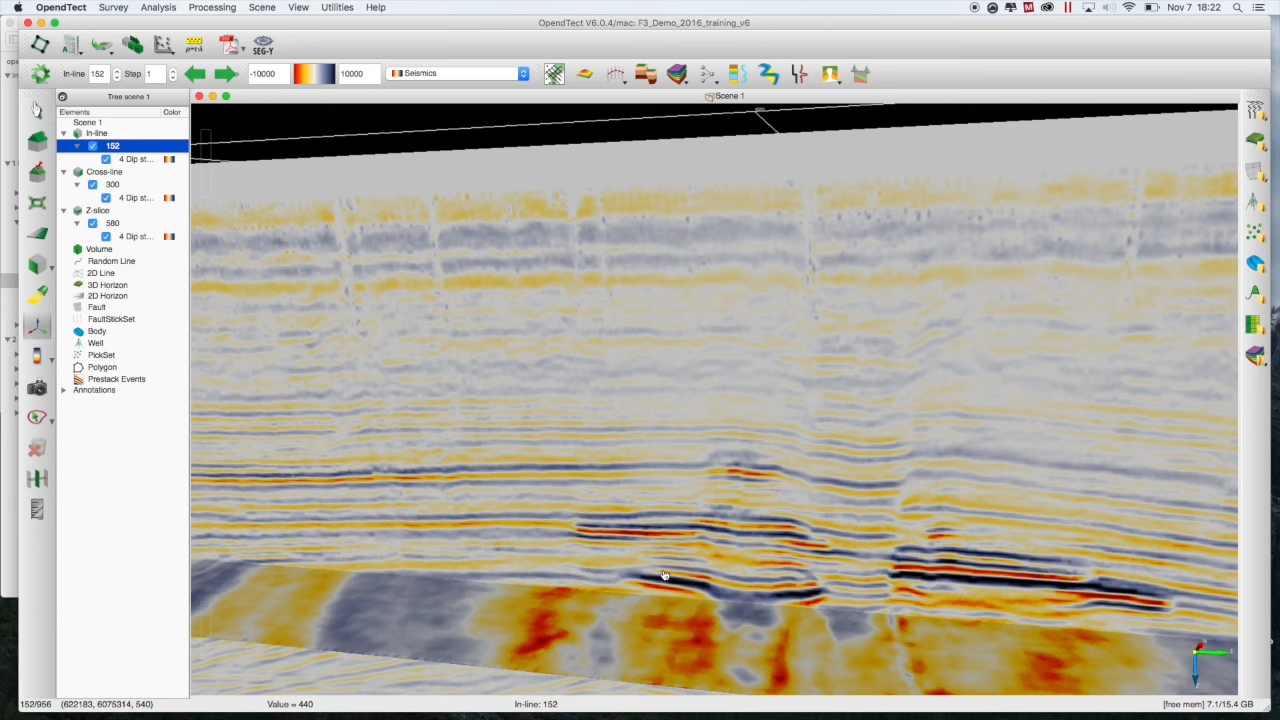 OpendTect Survey Analysis Processing Scene View Utilities Help Nov 7 18:22
OpendTect V6.0.4/mac: F3_Demo_2016_training_v6
ρ=f(x) SEG-Y
In-line 152 Step 1 -10000 10000 Seismics
Tree scene 1 Scene 1
Elements Color
Scene 1
In-line
152
4 Dip st...
Cross-line
300
4 Dip st...
Z-slice
580
4 Dip st...
Volume
Random Line
2D Line
3D Horizon
2D Horizon
Fault
FaultStickSet
Body
Well
PickSet
Polygon
Prestack Events
Annotations
152/956 (622183, 6075314, 540) Value = 440 In-line: 152 [free mem] 7.1/15.4 GB